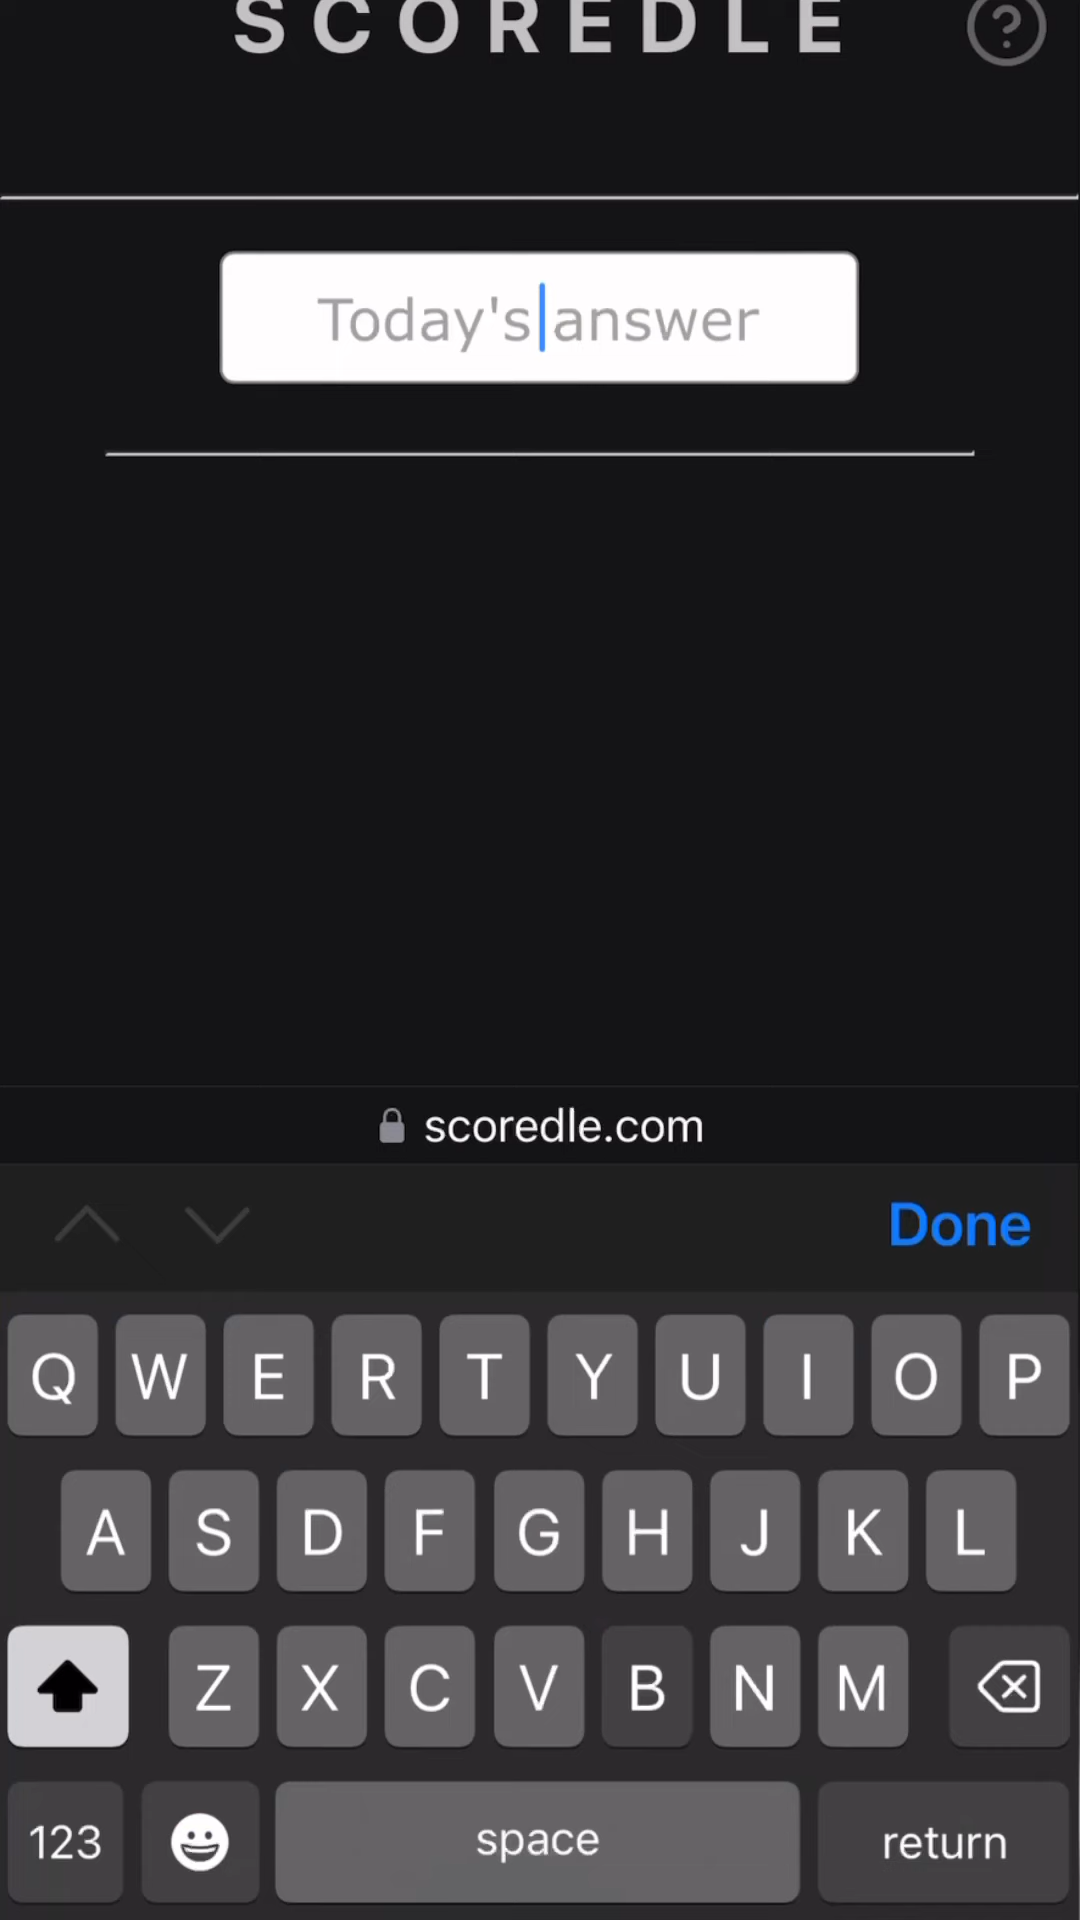 SCOREDLE ?
Today's answer
scoredle.com
Done
Q W E R T Y U I O P
A S D F G H J K L
Z X C V B N M
123 space return